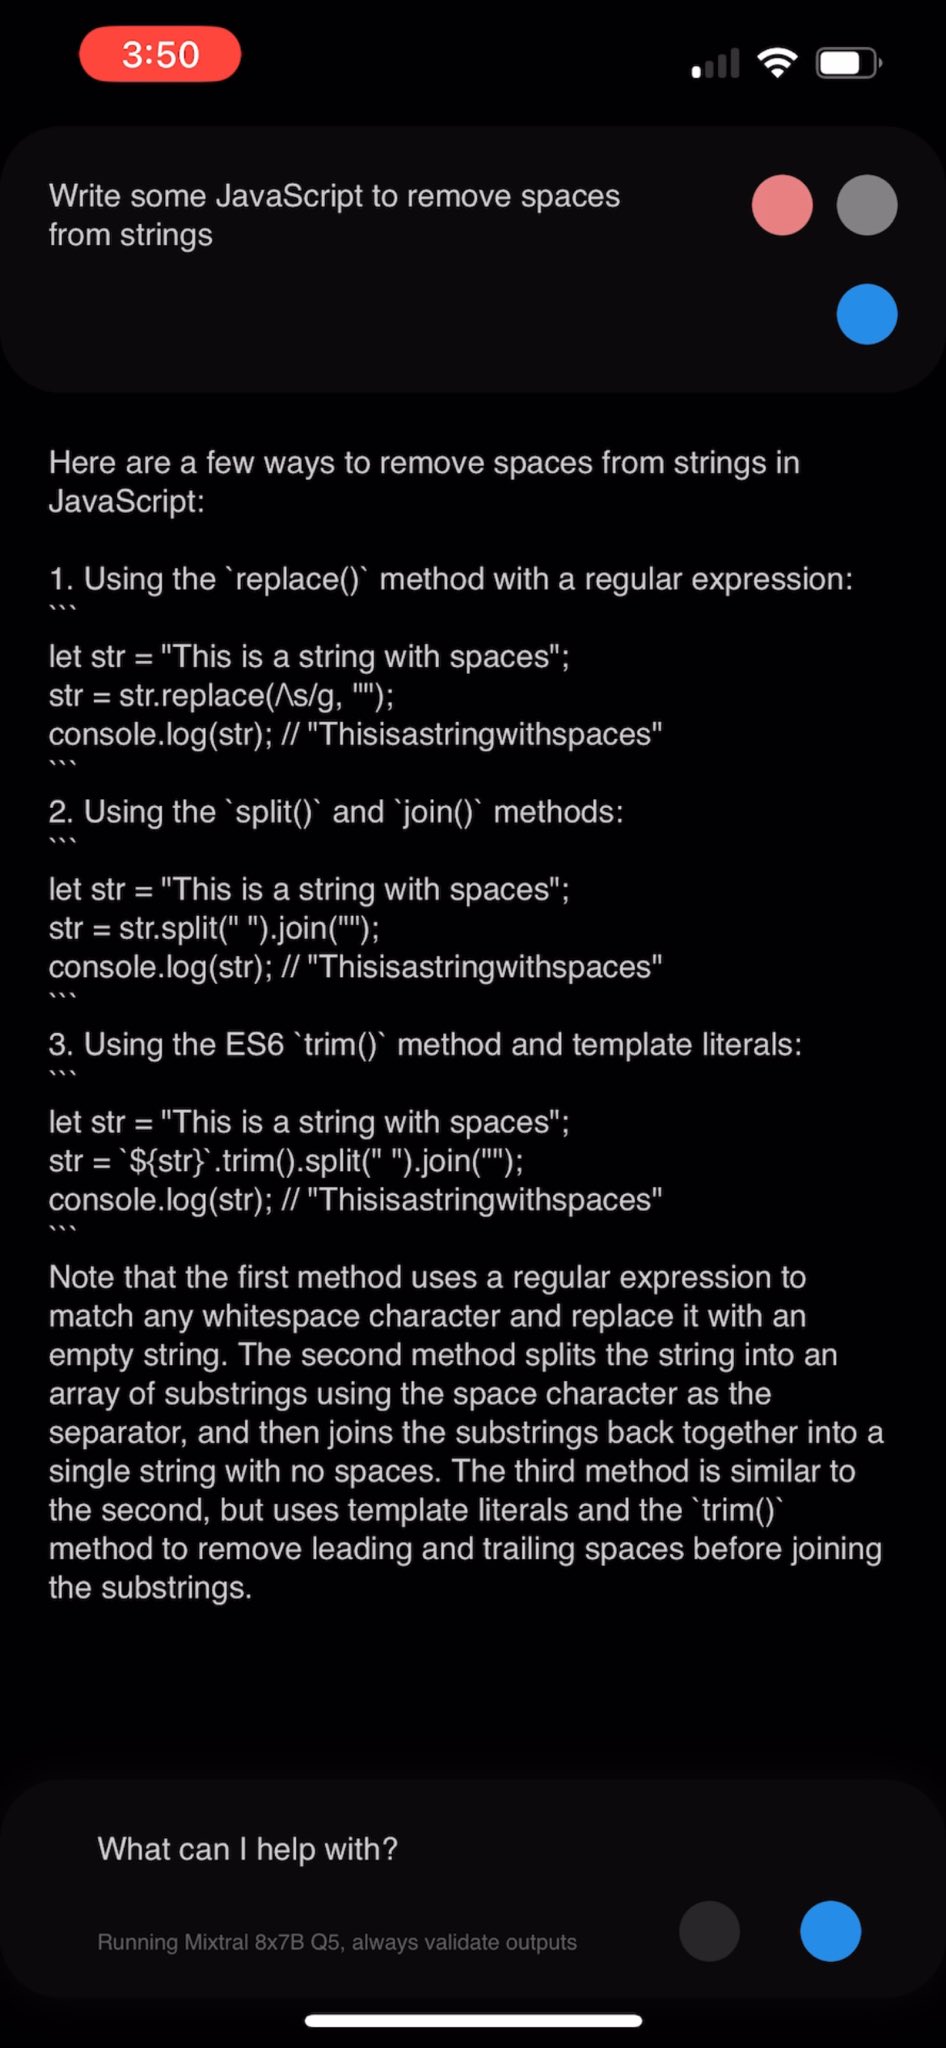 3:50
Write some JavaScript to remove spaces
from strings
Here are a few ways to remove spaces from strings in
JavaScript:
1. Using the `replace()` method with a regular expression:
```
let str = "This is a string with spaces";
str = str.replace(/\s/g, "");
console.log(str); // "Thisisastringwithspaces"
```
2. Using the `split()` and `join()` methods:
```
let str = "This is a string with spaces";
str = str.split(" ").join("");
console.log(str); // "Thisisastringwithspaces"
```
3. Using the ES6 `trim()` method and template literals:
```
let str = "This is a string with spaces";
str = `${str}`.trim().split(" ").join("");
console.log(str); // "Thisisastringwithspaces"
```
Note that the first method uses a regular expression to
match any whitespace character and replace it with an
empty string. The second method splits the string into an
array of substrings using the space character as the
separator, and then joins the substrings back together into a
single string with no spaces. The third method is similar to
the second, but uses template literals and the `trim()`
method to remove leading and trailing spaces before joining
the substrings.
What can I help with?
Running Mixtral 8x7B Q5, always validate outputs